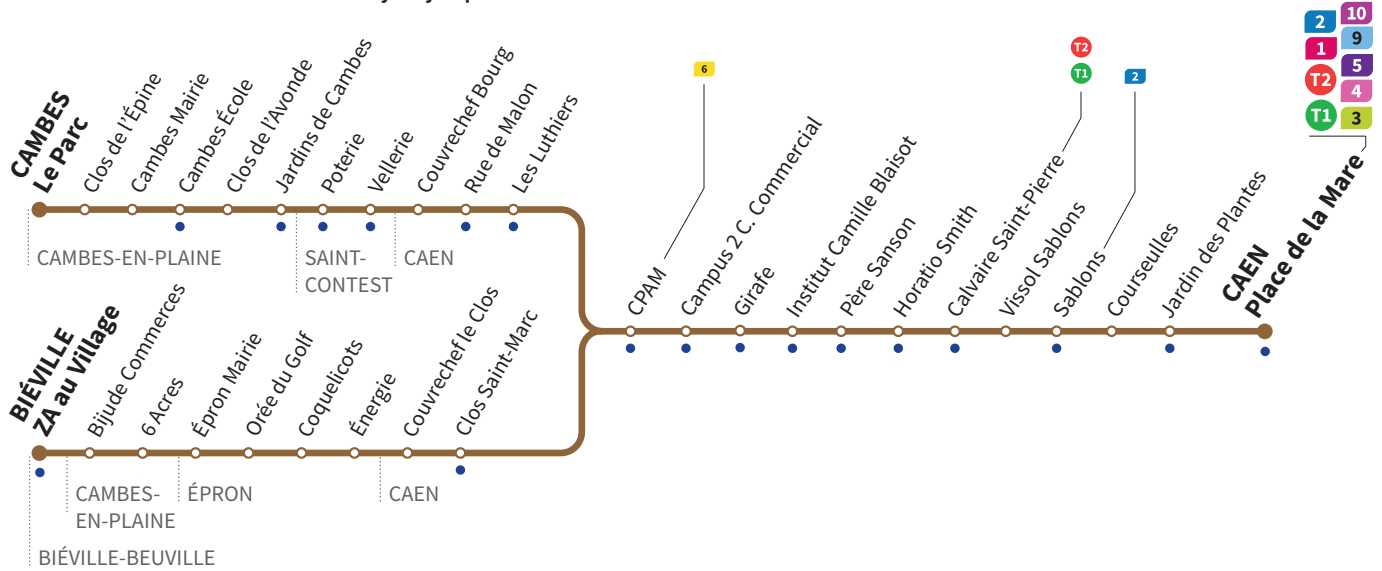 CAMBES
Le Parc
Clos de l'Épine
Cambes Mairie
Cambes École
Clos de l'Avonde
Jardins de Cambes
Poterie
Vellerie
Couvrechef Bourg
Rue de Malon
Les Luthiers
CAMBES-EN-PLAINE
SAINT-
CONTEST
CAEN
BIÉVILLE
ZA au Village
Bijude Commerces
6 Acres
Épron Mairie
Orée du Golf
Coquelicots
Énergie
Couvrechef le Clos
Clos Saint-Marc
CAMBES-
EN-PLAINE
ÉPRON
CAEN
BIÉVILLE-BEUVILLE
6
CPAM
Campus 2 C. Commercial
Girafe
Institut Camille Blaisot
Père Sanson
Horatio Smith
T2
T1
Calvaire Saint-Pierre
Vissol Sablons
2
Sablons
Courseulles
Jardin des Plantes
CAEN
Place de la Mare
2
10
1
9
T2
5
4
T1
3